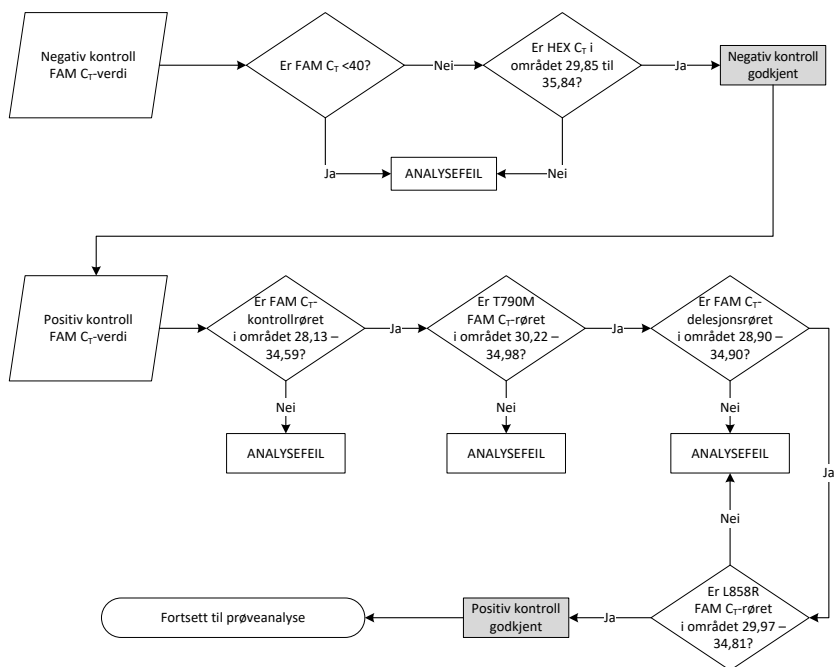 Negativ kontroll
FAM CT-verdi
Er FAM CT <40?
Nei
Er HEX CT i
området 29,85 til
35,84?
Ja
Negativ kontroll
godkjent
Ja
ANALYSEFEIL
Nei
Positiv kontroll
FAM CT-verdi
Er FAM CT-
kontrollrøret
i området 28,13 –
34,59?
Ja
Er T790M
FAM CT-røret
i området 30,22 –
34,98?
Ja
Er FAM CT-
delesjonsrøret
i området 28,90 –
34,90?
Nei
Nei
Nei
ANALYSEFEIL
ANALYSEFEIL
ANALYSEFEIL
Ja
Nei
Er L858R
FAM CT-røret
i området 29,97 –
34,81?
Ja
Positiv kontroll
godkjent
Fortsett til prøveanalyse